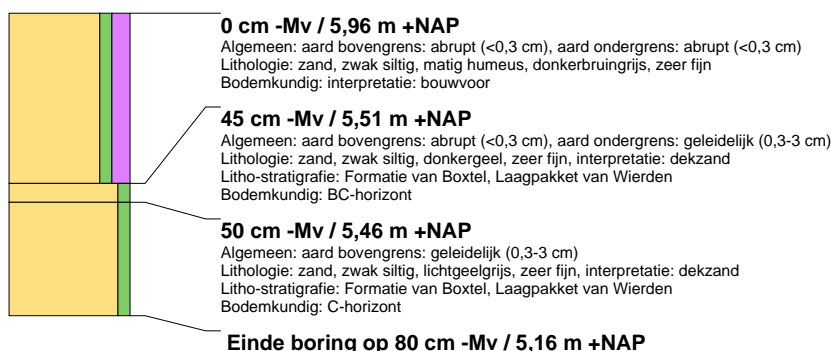 0 cm -Mv / 5,96 m +NAP
Algemeen: aard bovengrens: abrupt (<0,3 cm), aard ondergrens: abrupt (<0,3 cm)
Lithologie: zand, zwak siltig, matig humeus, donkerbruingrijs, zeer fijn
Bodemkundig: interpretatie: bouwvoor
45 cm -Mv / 5,51 m +NAP
Algemeen: aard bovengrens: abrupt (<0,3 cm), aard ondergrens: geleidelijk (0,3-3 cm)
Lithologie: zand, zwak siltig, donkergeel, zeer fijn, interpretatie: dekzand
Litho-stratigrafie: Formatie van Boxtel, Laagpakket van Wierden
Bodemkundig: BC-horizont
50 cm -Mv / 5,46 m +NAP
Algemeen: aard bovengrens: geleidelijk (0,3-3 cm)
Lithologie: zand, zwak siltig, lichtgeelgrijs, zeer fijn, interpretatie: dekzand
Litho-stratigrafie: Formatie van Boxtel, Laagpakket van Wierden
Bodemkundig: C-horizont
Einde boring op 80 cm -Mv / 5,16 m +NAP